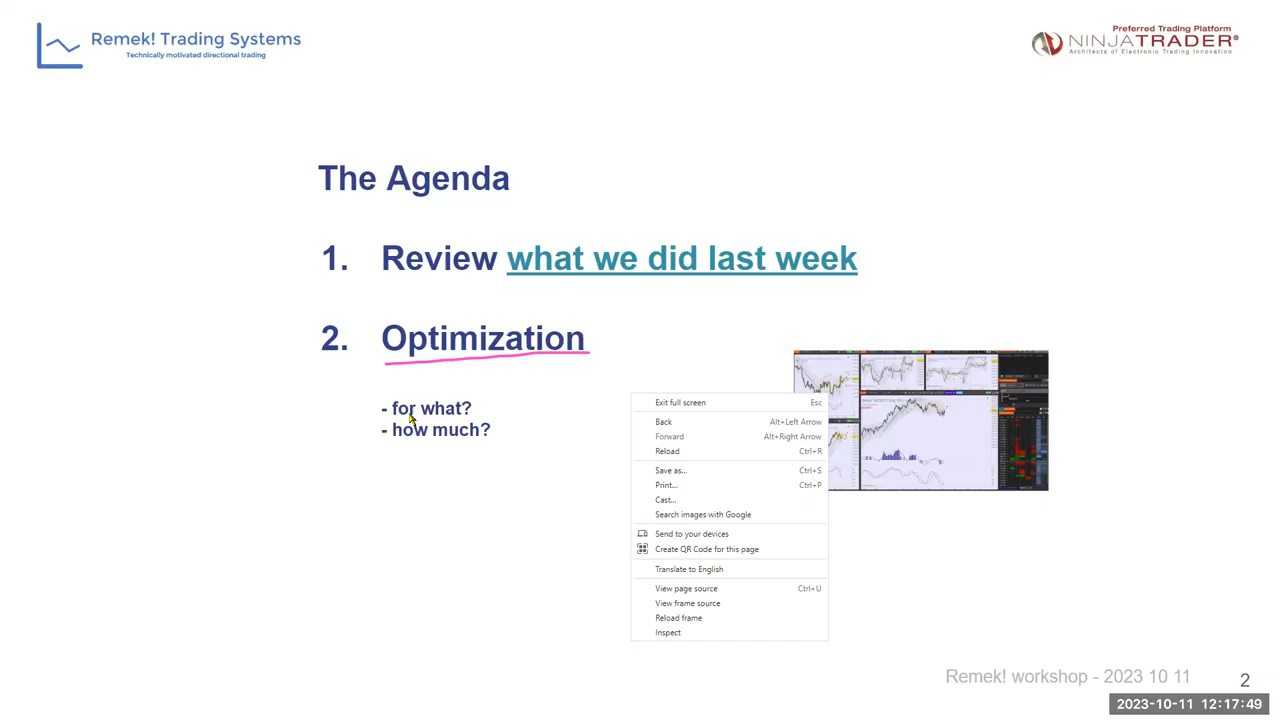 Remek! Trading Systems
Technically motivated directional trading
Preferred Trading Platform
NINJATRADER®
Architects of Electronic Trading Innovation
The Agenda
1. Review what we did last week
2. Optimization
- for what?
- how much?
Exit full screen Esc
Back Alt+Left Arrow
Forward Alt+Right Arrow
Reload Ctrl+R
Save as... Ctrl+S
Print... Ctrl+P
Cast...
Search images with Google
Send to your devices
Create QR Code for this page
Translate to English
View page source Ctrl+U
View frame source
Reload frame
Inspect
Remek! workshop - 2023 10 11
2
2023-10-11 12:17:49